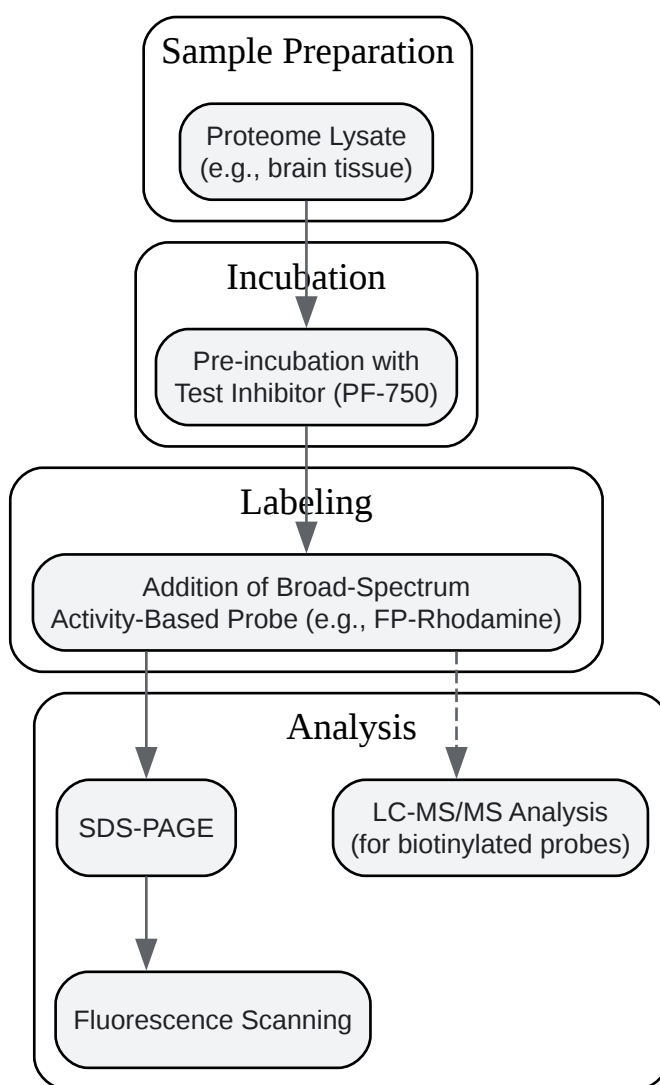 Sample Preparation
Proteome Lysate
(e.g., brain tissue)
Incubation
Pre-incubation with
Test Inhibitor (PF-750)
Labeling
Addition of Broad-Spectrum
Activity-Based Probe (e.g., FP-Rhodamine)
Analysis
SDS-PAGE
LC-MS/MS Analysis
(for biotinylated probes)
Fluorescence Scanning